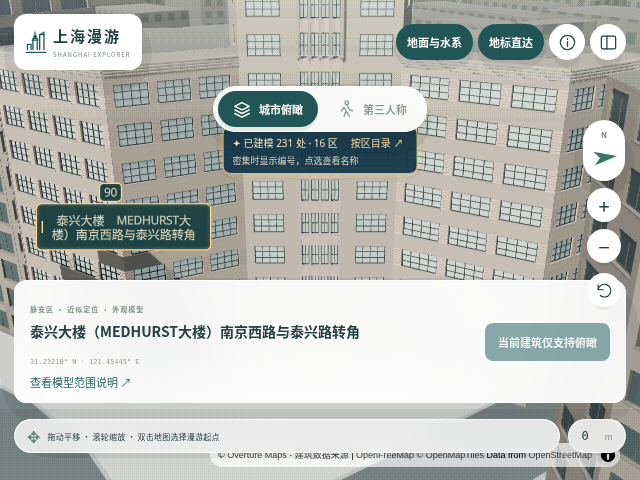 上海漫游
SHANGHAI EXPLORER
地面与水系
地标直达
城市俯瞰
第三人称
✦ 已建模 231 处 · 16 区 按区目录 ↗
密集时显示编号，点选查看名称
N
90
泰兴大楼 MEDHURST大
楼）南京西路与泰兴路转角
静安区 · 近似定位 · 外观模型
泰兴大楼（MEDHURST大楼）南京西路与泰兴路转角
当前建筑仅支持俯瞰
31.23210° N · 121.45445° E
查看模型范围说明 ↗
拖动平移 · 滚轮缩放 · 双击地图选择漫游起点
0 m
© Overture Maps · 建筑数据来源 | OpenFreeMap © OpenMapTiles Data from OpenStreetMap